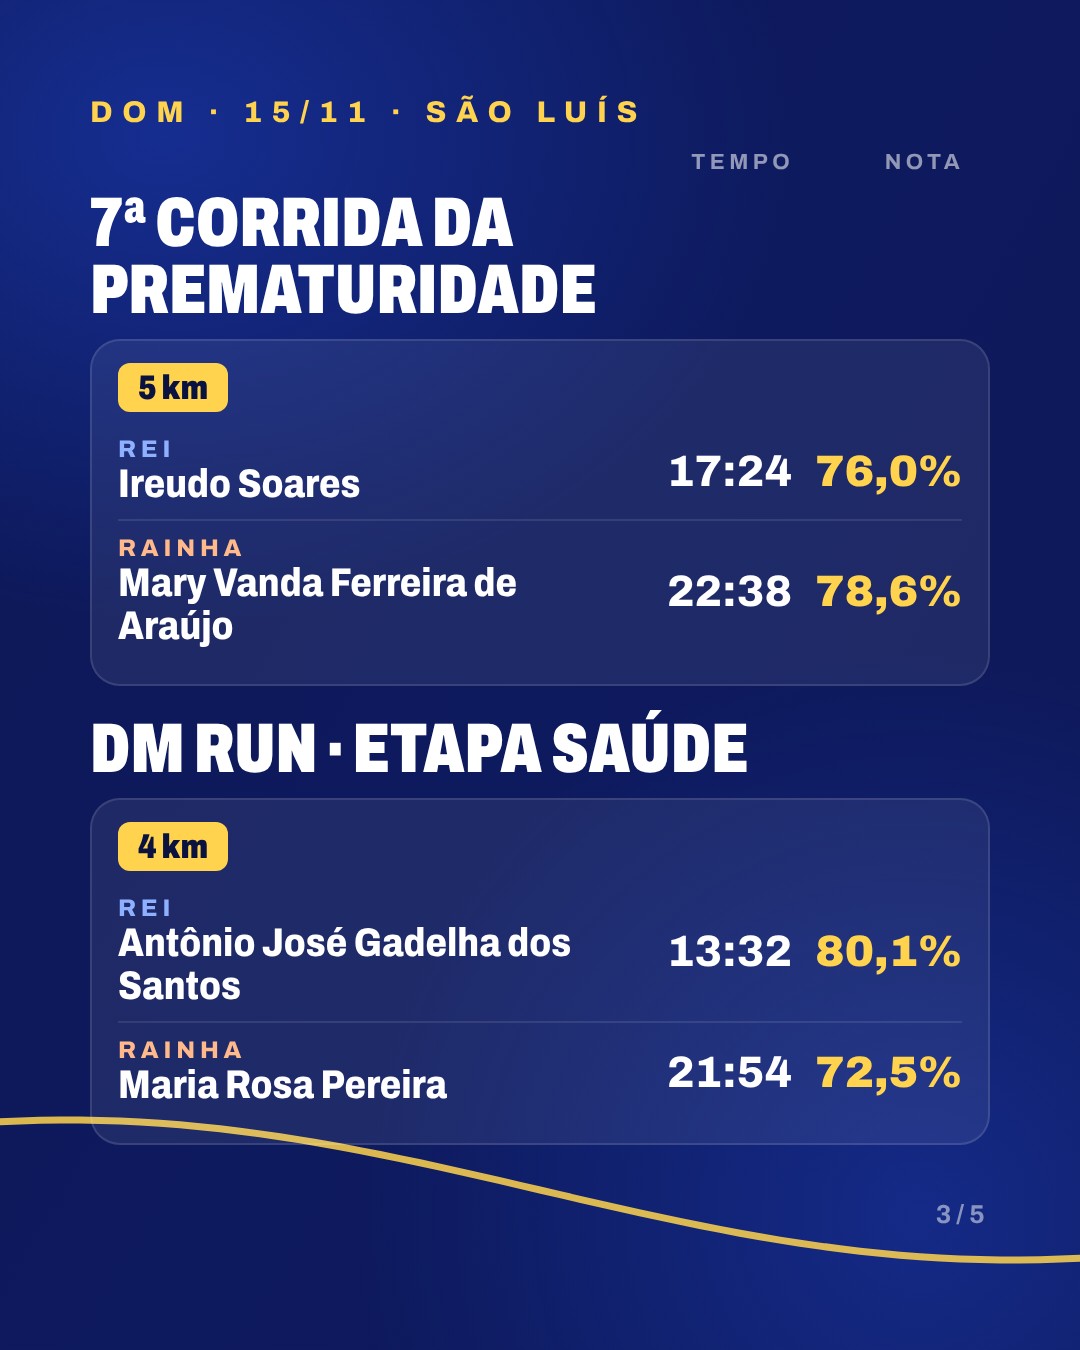 DOM · 15/11 · SÃO LUÍS
TEMPO NOTA
7ª CORRIDA DA
PREMATURIDADE
5 km
REI
Ireudo Soares
17:24 76,0%
RAINHA
Mary Vanda Ferreira de
Araújo
22:38 78,6%
DM RUN · ETAPA SAÚDE
4 km
REI
Antônio José Gadelha dos
Santos
13:32 80,1%
RAINHA
Maria Rosa Pereira
21:54 72,5%
3/5